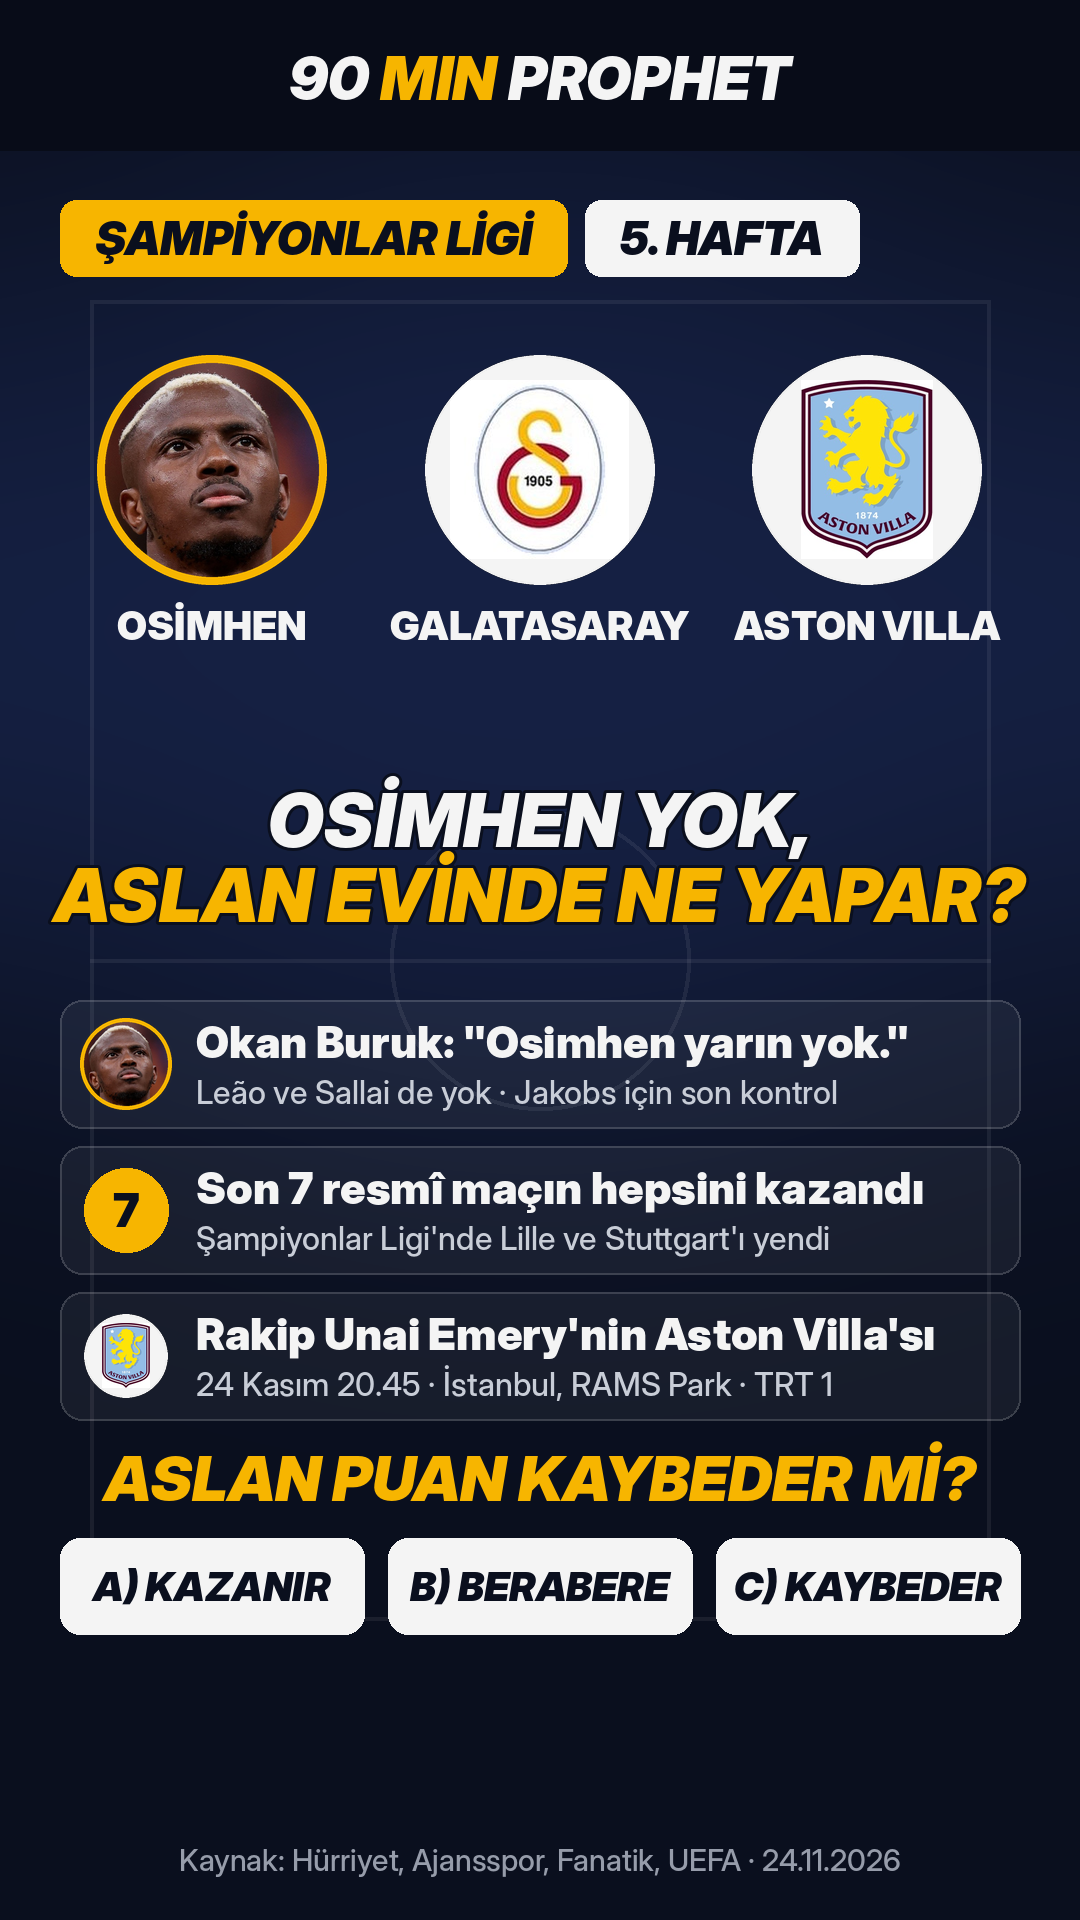 90 MIN PROPHET
ŞAMPİYONLAR LİGİ
5. HAFTA
1905
1874
ASTON VILLA
OSİMHEN
GALATASARAY
ASTON VILLA
OSİMHEN YOK,
ASLAN EVİNDE NE YAPAR?
Okan Buruk: "Osimhen yarın yok."
Leão ve Sallai de yok · Jakobs için son kontrol
7
Son 7 resmî maçın hepsini kazandı
Şampiyonlar Ligi'nde Lille ve Stuttgart'ı yendi
ASTON VILLA
Rakip Unai Emery'nin Aston Villa'sı
24 Kasım 20.45 · İstanbul, RAMS Park · TRT 1
ASLAN PUAN KAYBEDER Mİ?
A) KAZANIR
B) BERABERE
C) KAYBEDER
Kaynak: Hürriyet, Ajansspor, Fanatik, UEFA · 24.11.2026